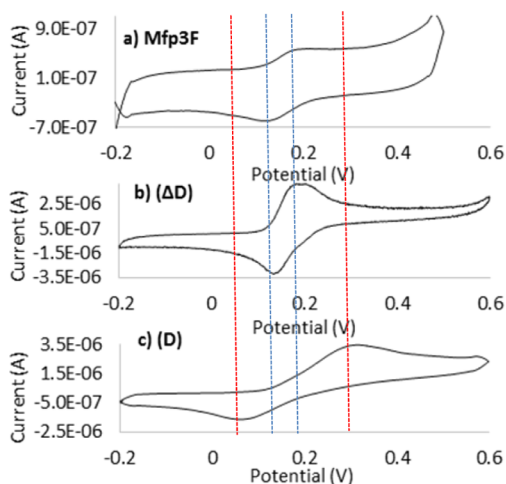 a) Mfp3F
Current (A)
9.0E-07
1.0E-07
-7.0E-07
-0.2 0 0.2 0.4 0.6
Potential (V)
b) (ΔD)
Current (A)
2.5E-06
5.0E-07
-1.5E-06
-3.5E-06
-0.2 0 0.2 0.4 0.6
Potential (V)
c) (D)
Current (A)
3.5E-06
1.5E-06
-5.0E-07
-2.5E-06
-0.2 0 0.2 0.4 0.6
Potential (V)